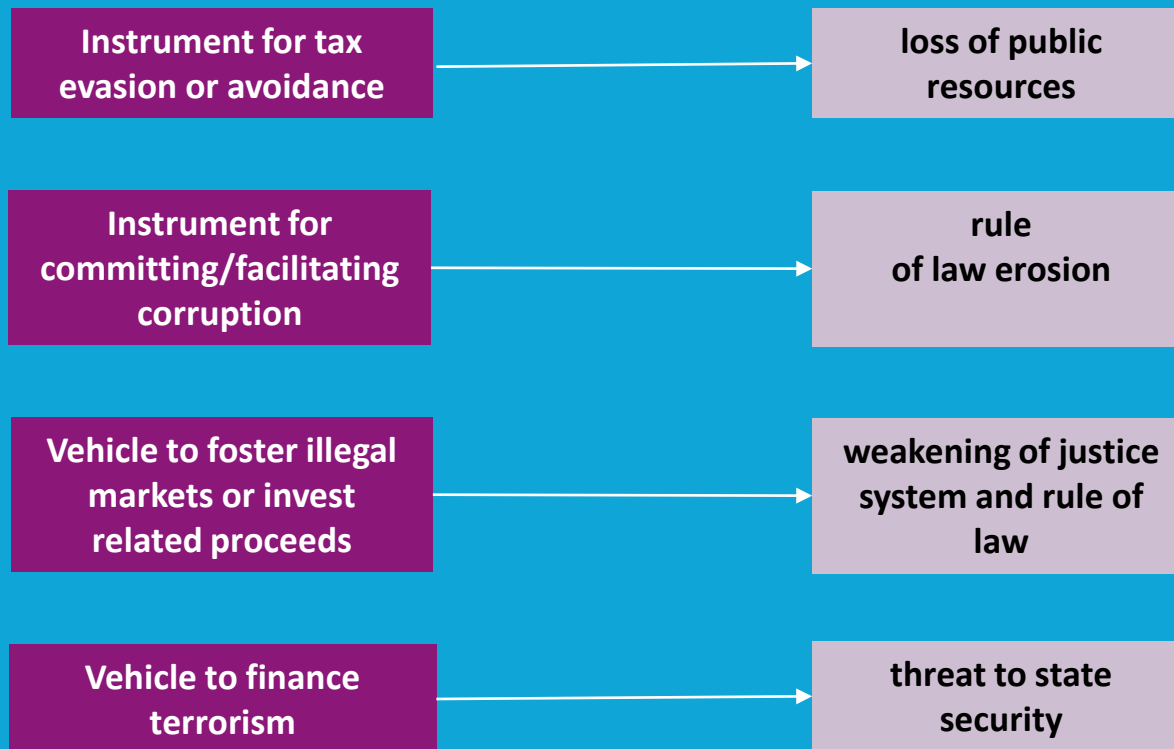 Instrument for tax
evasion or avoidance
loss of public
resources
Instrument for
committing/facilitating
corruption
rule
of law erosion
Vehicle to foster illegal
markets or invest
related proceeds
weakening of justice
system and rule of
law
Vehicle to finance
terrorism
threat to state
security